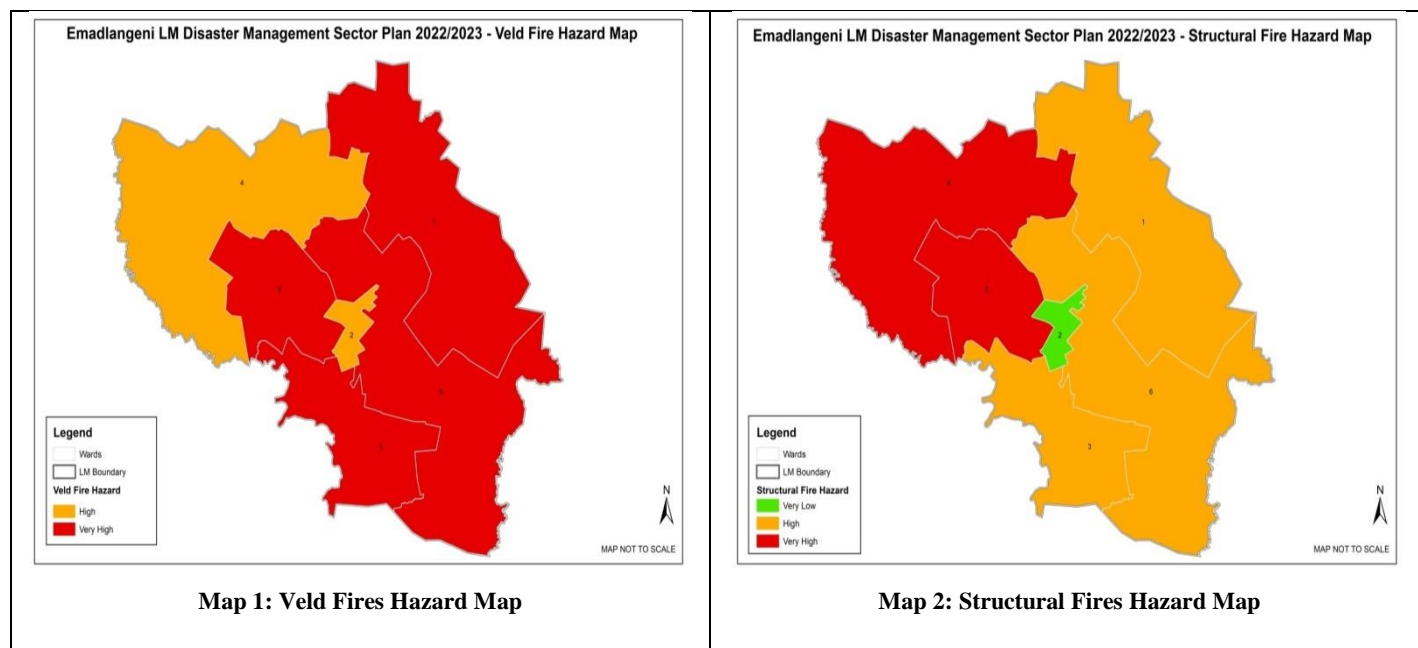 Emadlangeni LM Disaster Management Sector Plan 2022/2023 - Veld Fire Hazard Map
4
2
Legend
Wards
LM Boundary
Veld Fire Hazard
High
Very High
N
MAP NOT TO SCALE
Map 1: Veld Fires Hazard Map
Emadlangeni LM Disaster Management Sector Plan 2022/2023 - Structural Fire Hazard Map
1
2
6
3
Legend
Wards
LM Boundary
Structural Fire Hazard
Very Low
High
Very High
N
MAP NOT TO SCALE
Map 2: Structural Fires Hazard Map